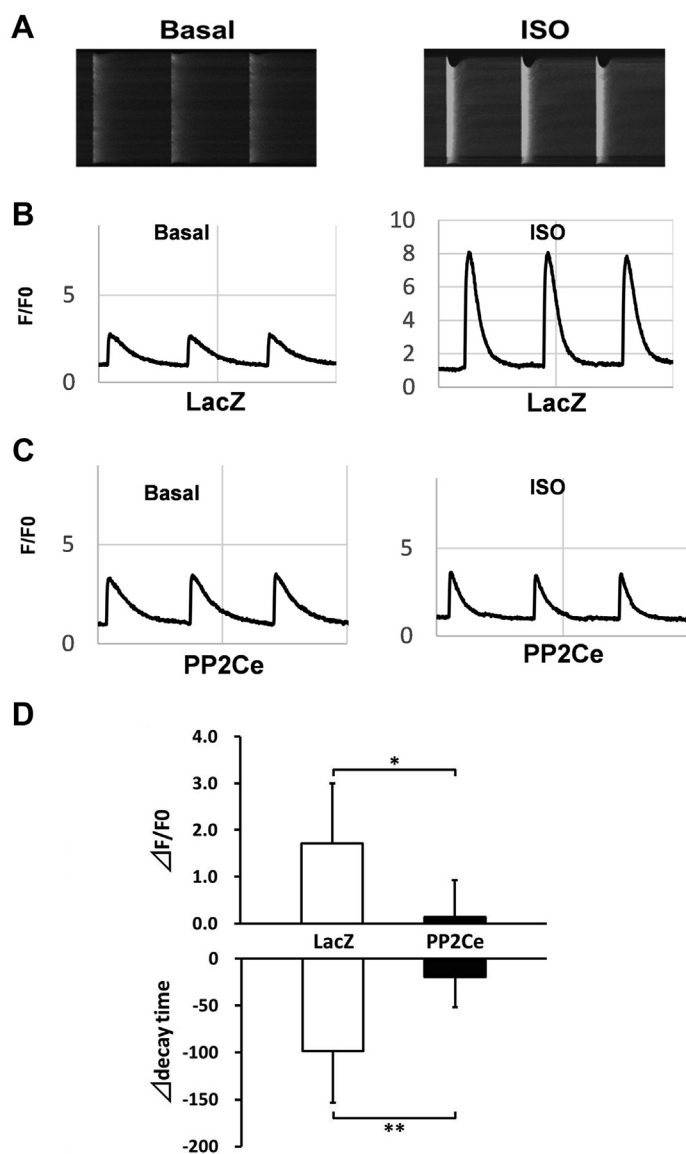 A
Basal
ISO
B
F/F0
Basal
5
0
LacZ
ISO
10
8
6
4
2
0
LacZ
C
F/F0
Basal
5
0
PP2Ce
ISO
5
0
PP2Ce
D
⊿F/F0
4.0
3.0
2.0
1.0
0.0
*
LacZ
PP2Ce
⊿decay time
0
-50
-100
-150
-200
**